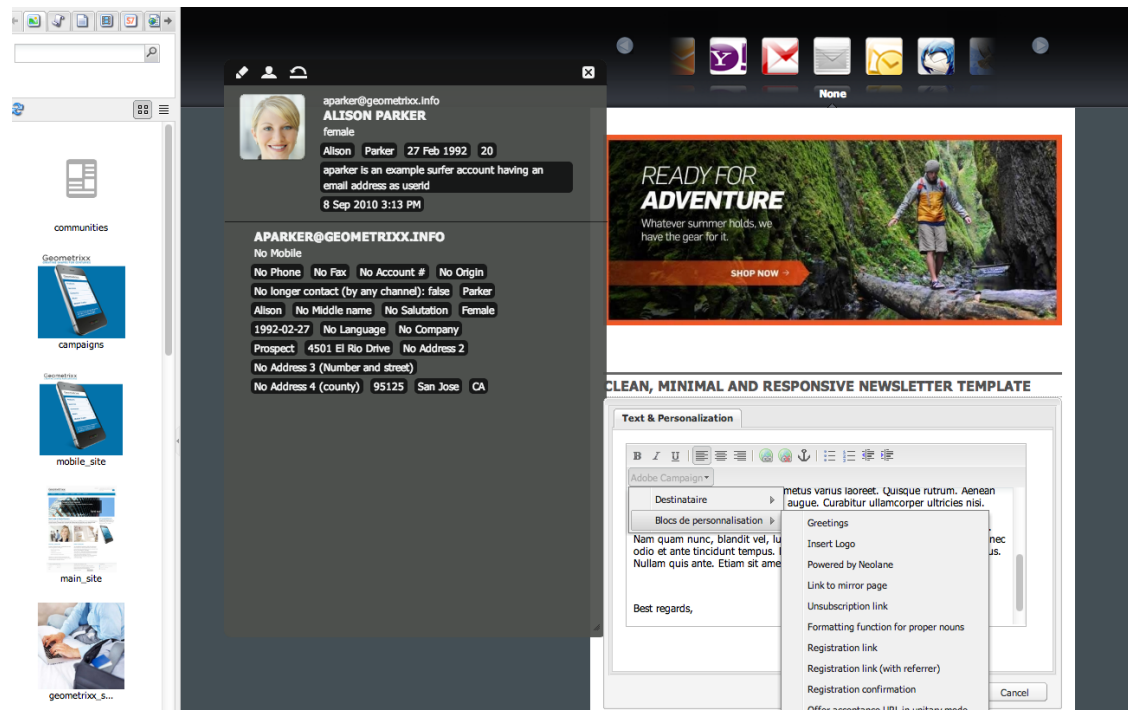 None
aparker@geometrixx.info
ALISON PARKER
female
Alison Parker 27 Feb 1992 20
aparker is an example surfer account having an
email address as userid
8 Sep 2010 3:13 PM
APARKER@GEOMETRIXX.INFO
No Mobile
No Phone No Fax No Account # No Origin
No longer contact (by any channel): false Parker
Alison No Middle name No Salutation Female
1992-02-27 No Language No Company
Prospect 4501 El Rio Drive No Address 2
No Address 3 (Number and street)
No Address 4 (county) 95125 San Jose CA
communities
Geometrixx
campaigns
Geometrixx
mobile_site
main_site
geometrixx_s...
READY FOR
ADVENTURE
Whatever summer holds, we
have the gear for it.
SHOP NOW
CLEAN, MINIMAL AND RESPONSIVE NEWSLETTER TEMPLATE
Text & Personalization
B I U
Adobe Campaign
Destinataire
Blocs de personnalisation
metus varius laoreet. Quisque rutrum. Aenean
augue. Curabitur ullamcorper ultricies nisi.
Nam quam nunc, blandit vel, nec
odio et ante tincidunt tempus.
Nullam quis ante. Etiam sit
Best regards,
Greetings
Insert Logo
Powered by Neolane
Link to mirror page
Unsubscription link
Formatting function for proper nouns
Registration link
Registration link (with referrer)
Registration confirmation
Offer acceptance URL in unitary mode
Cancel